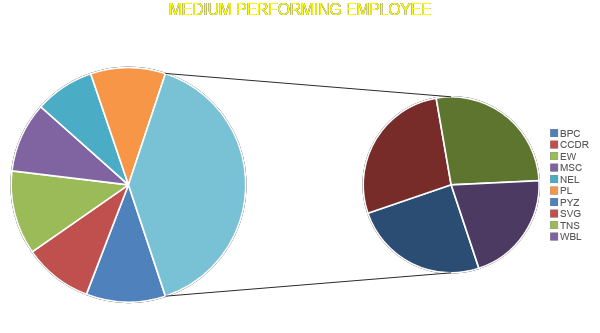 MEDIUM PERFORMING EMPLOYEE
BPC
CCDR
EW
MSC
NEL
PL
PYZ
SVG
TNS
WBL